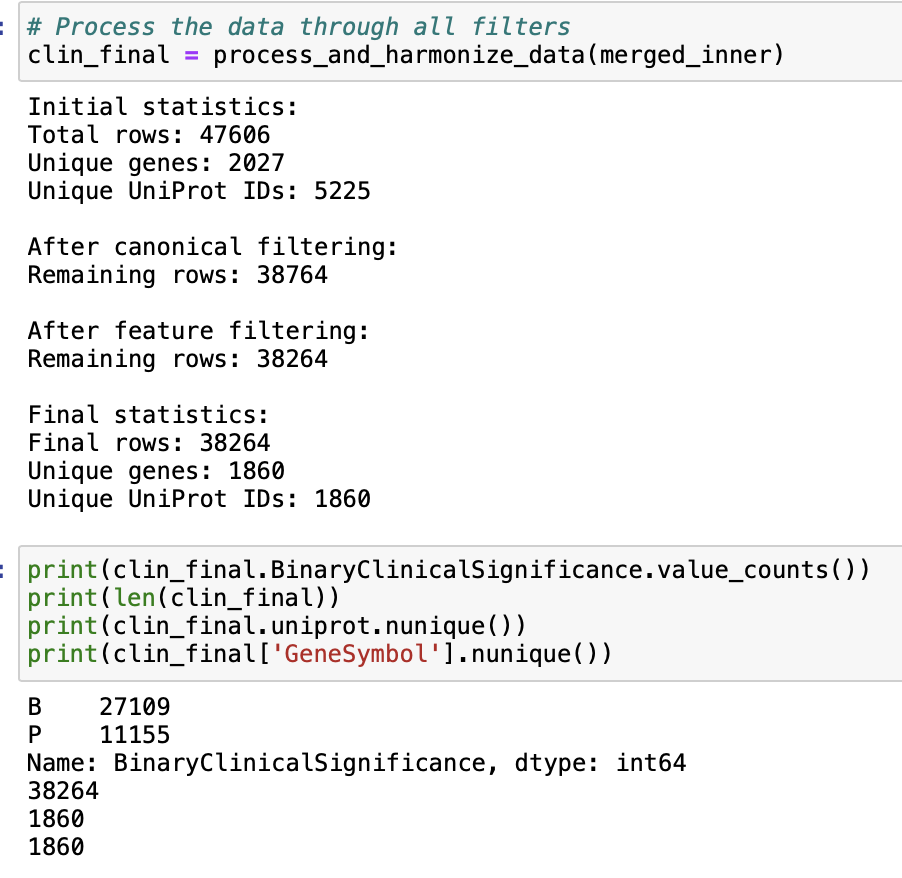 # Process the data through all filters
clin_final = process_and_harmonize_data(merged_inner)
Initial statistics:
Total rows: 47606
Unique genes: 2027
Unique UniProt IDs: 5225
After canonical filtering:
Remaining rows: 38764
After feature filtering:
Remaining rows: 38264
Final statistics:
Final rows: 38264
Unique genes: 1860
Unique UniProt IDs: 1860
print(clin_final.BinaryClinicalSignificance.value_counts())
print(len(clin_final))
print(clin_final.uniprot.nunique())
print(clin_final['GeneSymbol'].nunique())
B    27109
P    11155
Name: BinaryClinicalSignificance, dtype: int64
38264
1860
1860